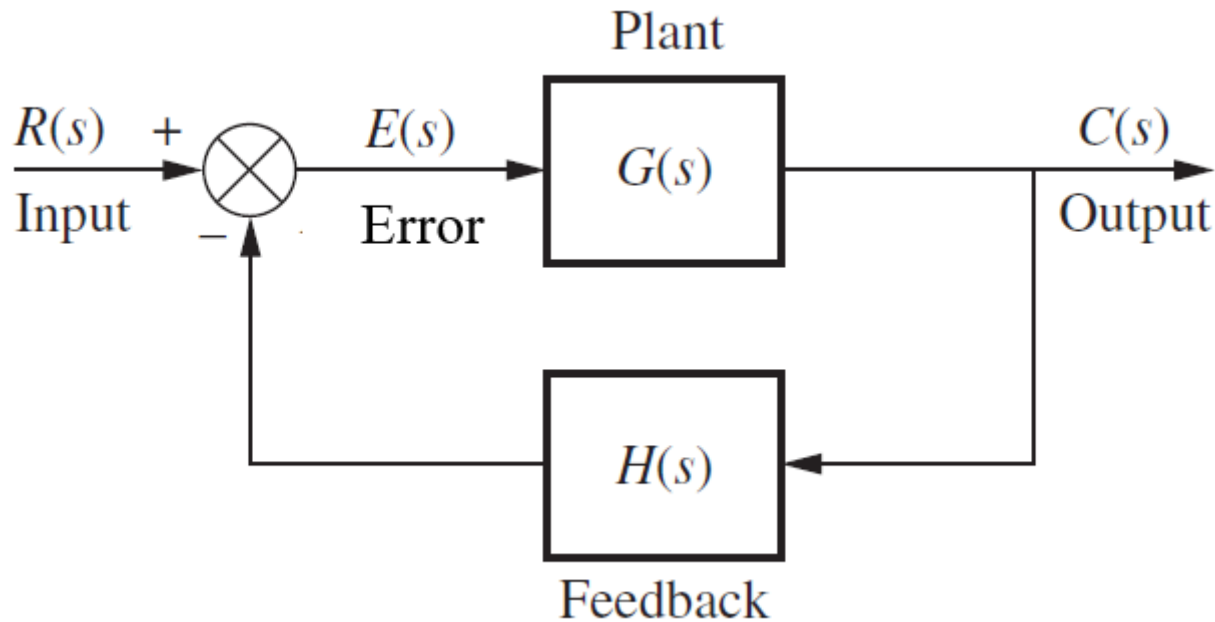 Plant
R(s) +
E(s)
G(s)
C(s)
Input
−
Error
Output
H(s)
Feedback